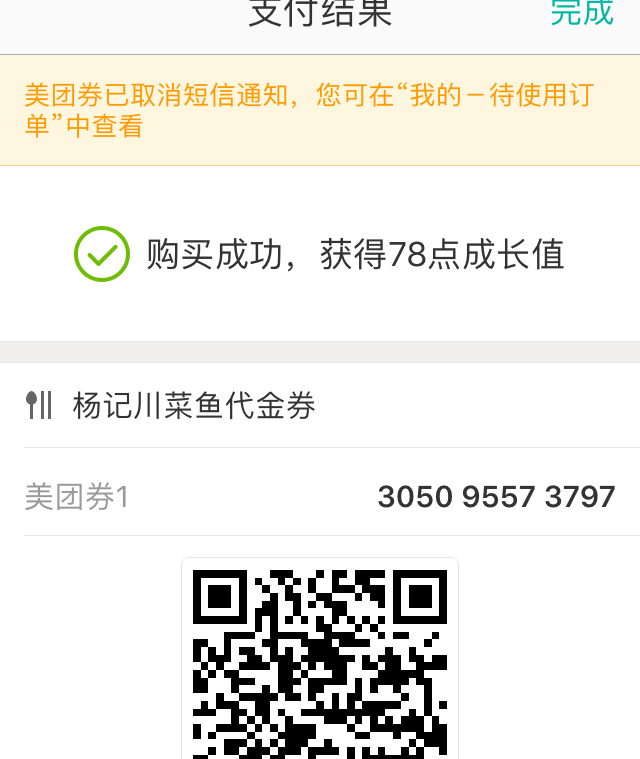 支付结果
完成
美团券已取消短信通知，您可在“我的－待使用订
单”中查看
购买成功，获得78点成长值
杨记川菜鱼代金券
美团券1
3050 9557 3797